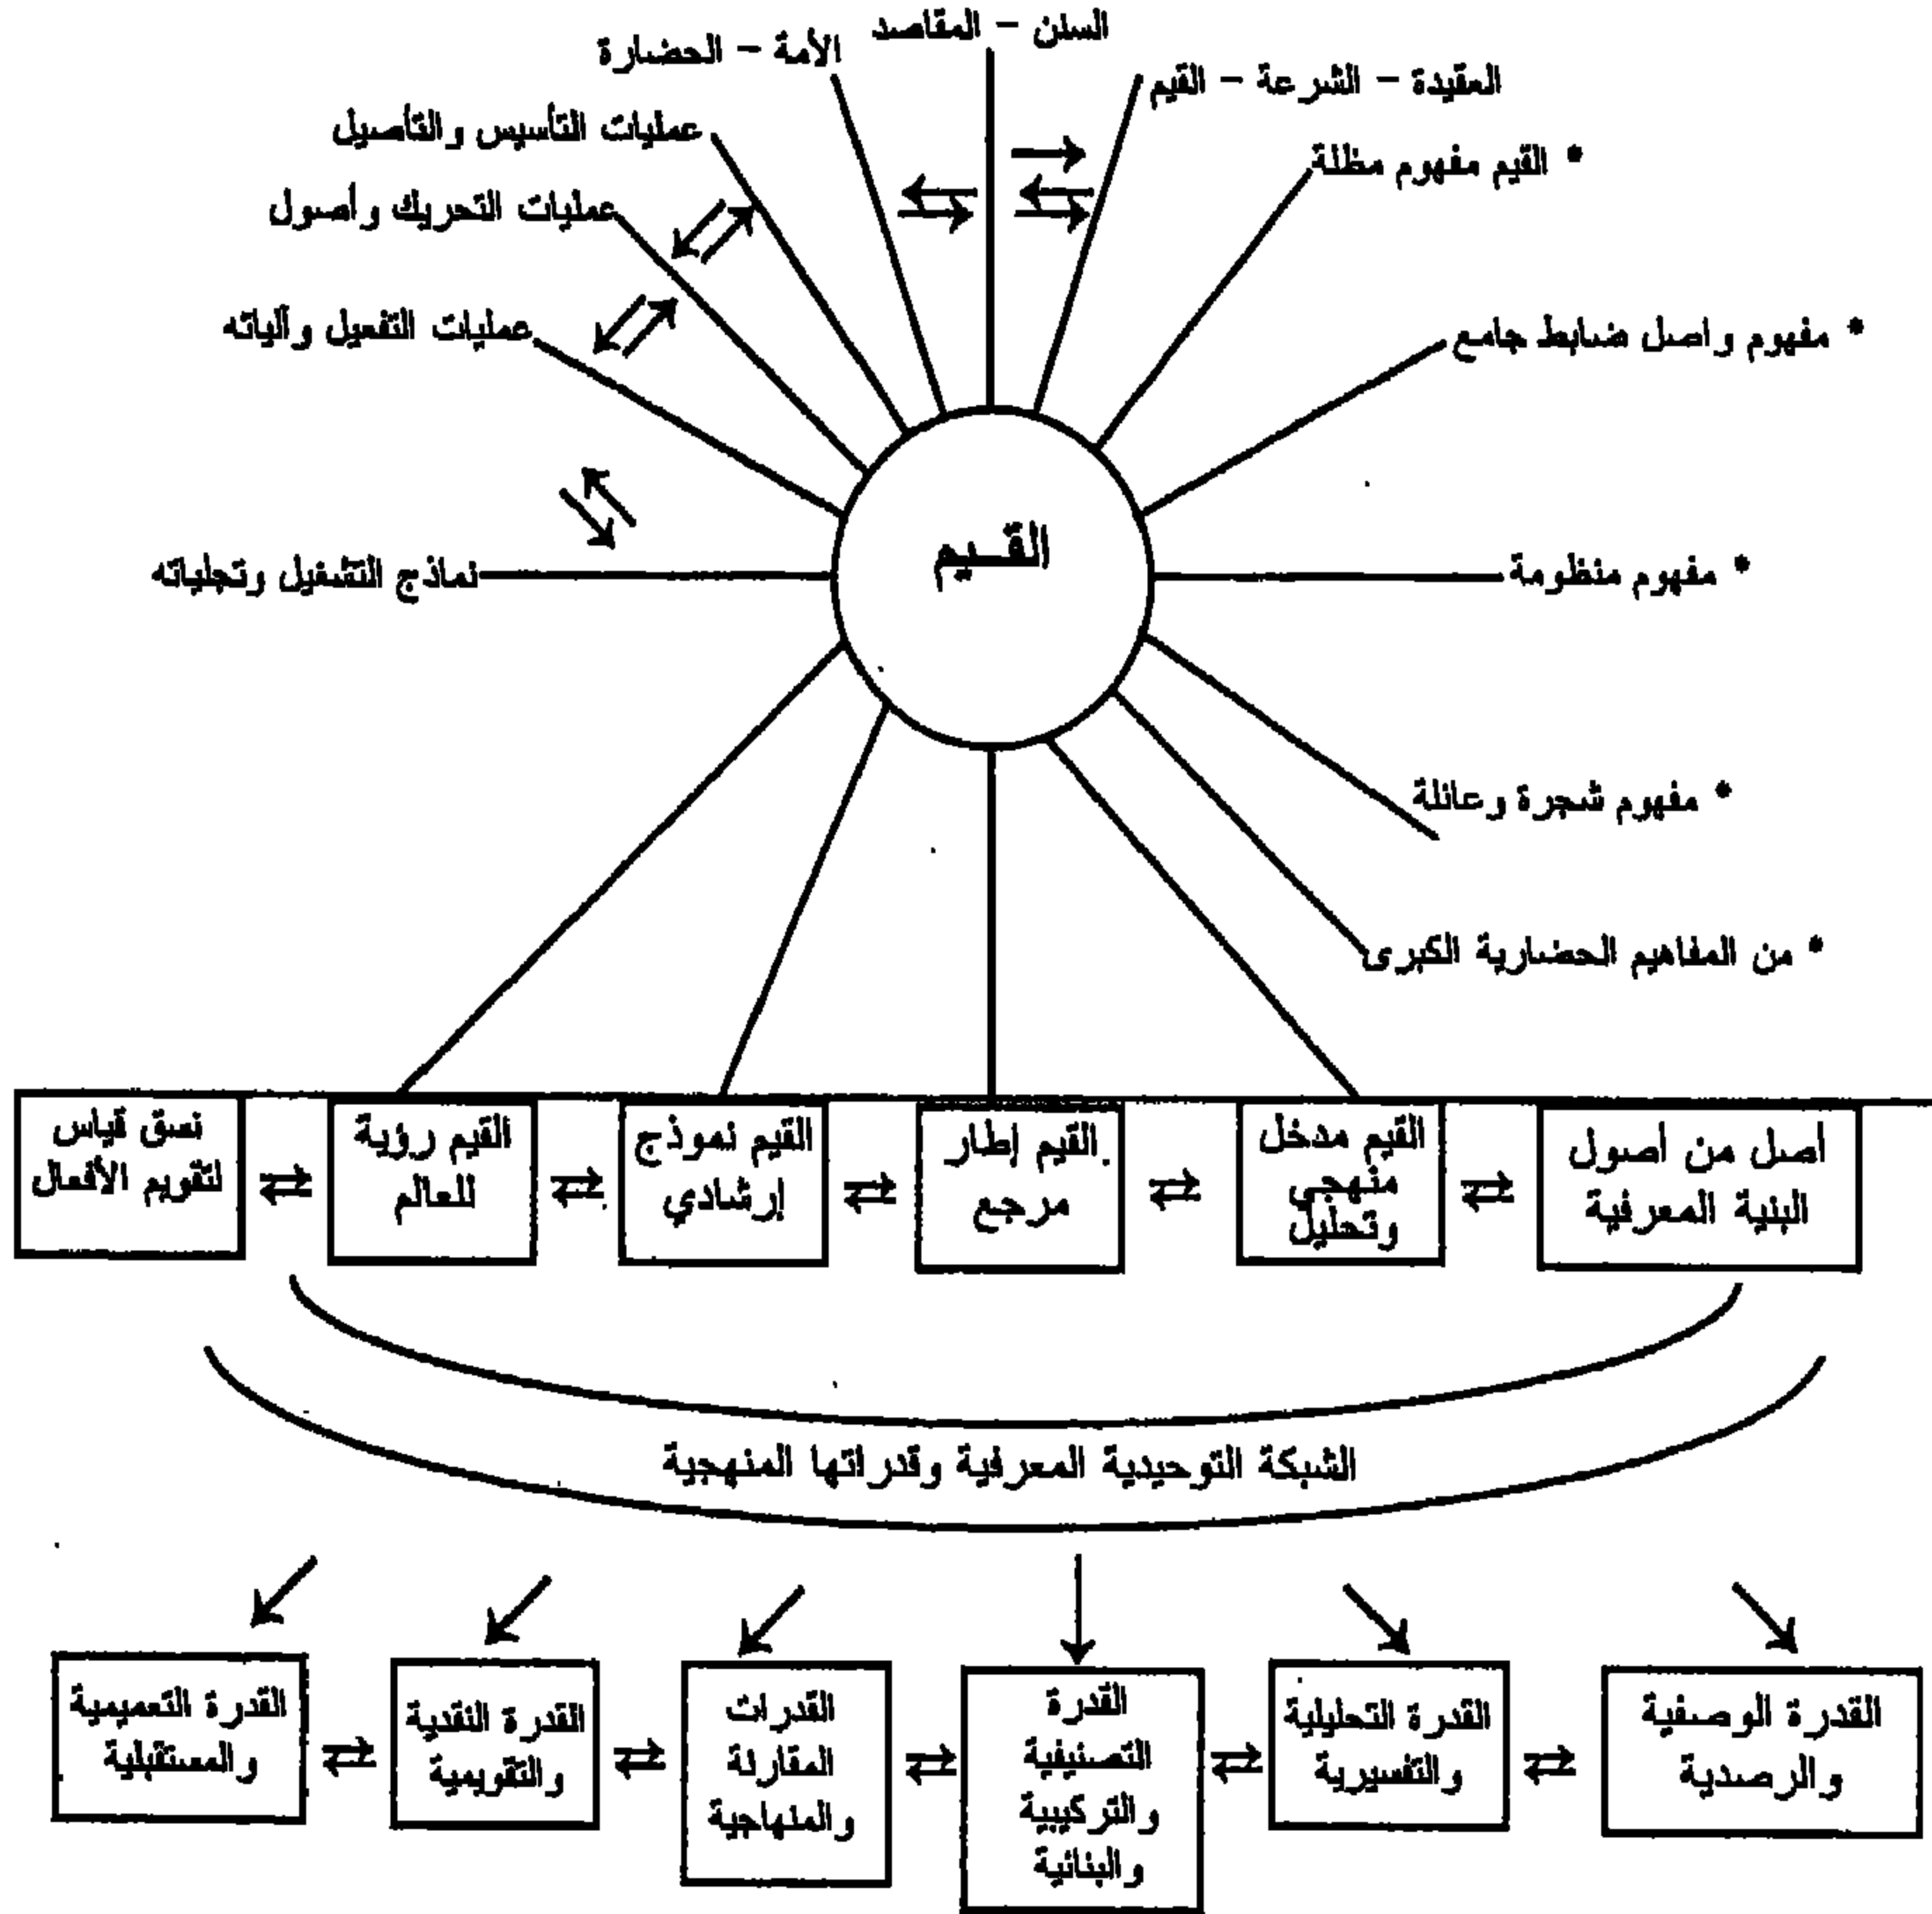 السنن - المقاصد
الأمة - الحضارة
العقيدة - الشرعة - القيم
عمليات التأسيس والتأصيل
* القيم مفهوم مظلة
عمليات التحريك وأصول
* مفهوم وأصل ضابط جامع
عمليات التفعيل وآلياته
القيم
* مفهوم منظومة
نماذج التشغيل وتجلياته
* مفهوم شجرة وعائلة
* من المفاهيم الحضارية الكبرى
أصل من أصول
البنية المعرفية
القيم مدخل
منهجي
وتحليل
القيم إطار
مرجع
القيم نموذج
إرشادي
القيم رؤية
للعالم
نسق قياس
لتقويم الأفعال
الشبكة التوحيدية المعرفية وقدراتها المنهجية
القدرة الوصفية
والرصدية
القدرة التحليلية
والتفسيرية
القدرة
التصنيفية
والتركيبية
والبنائية
القدرات
المقارنة
والمنهاجية
القدرة النقدية
والتقويمية
القدرة التعميمية
والمستقبلية